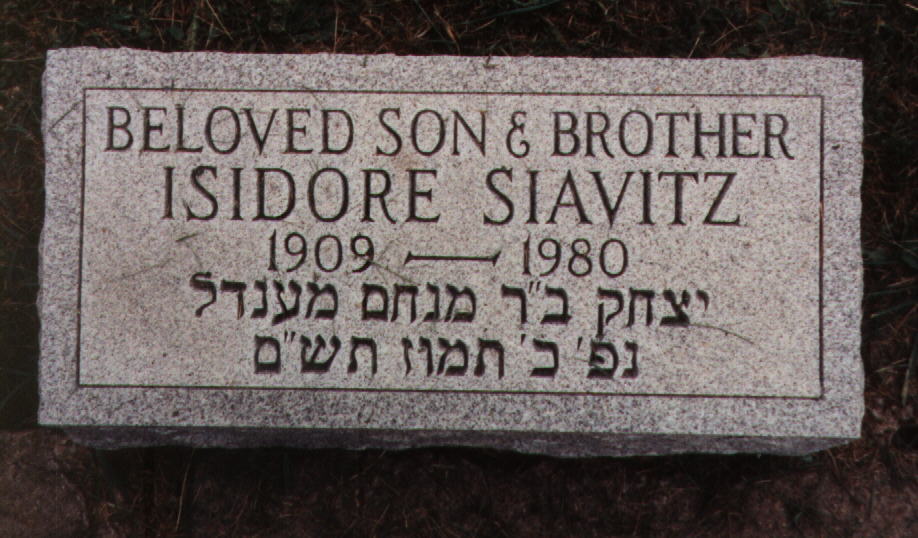 BELOVED SON & BROTHER
ISIDORE SIAVITZ
1909 — 1980
יצחק ב"ר מנחם מענדל
נפ' כ' תמוז תש"ם